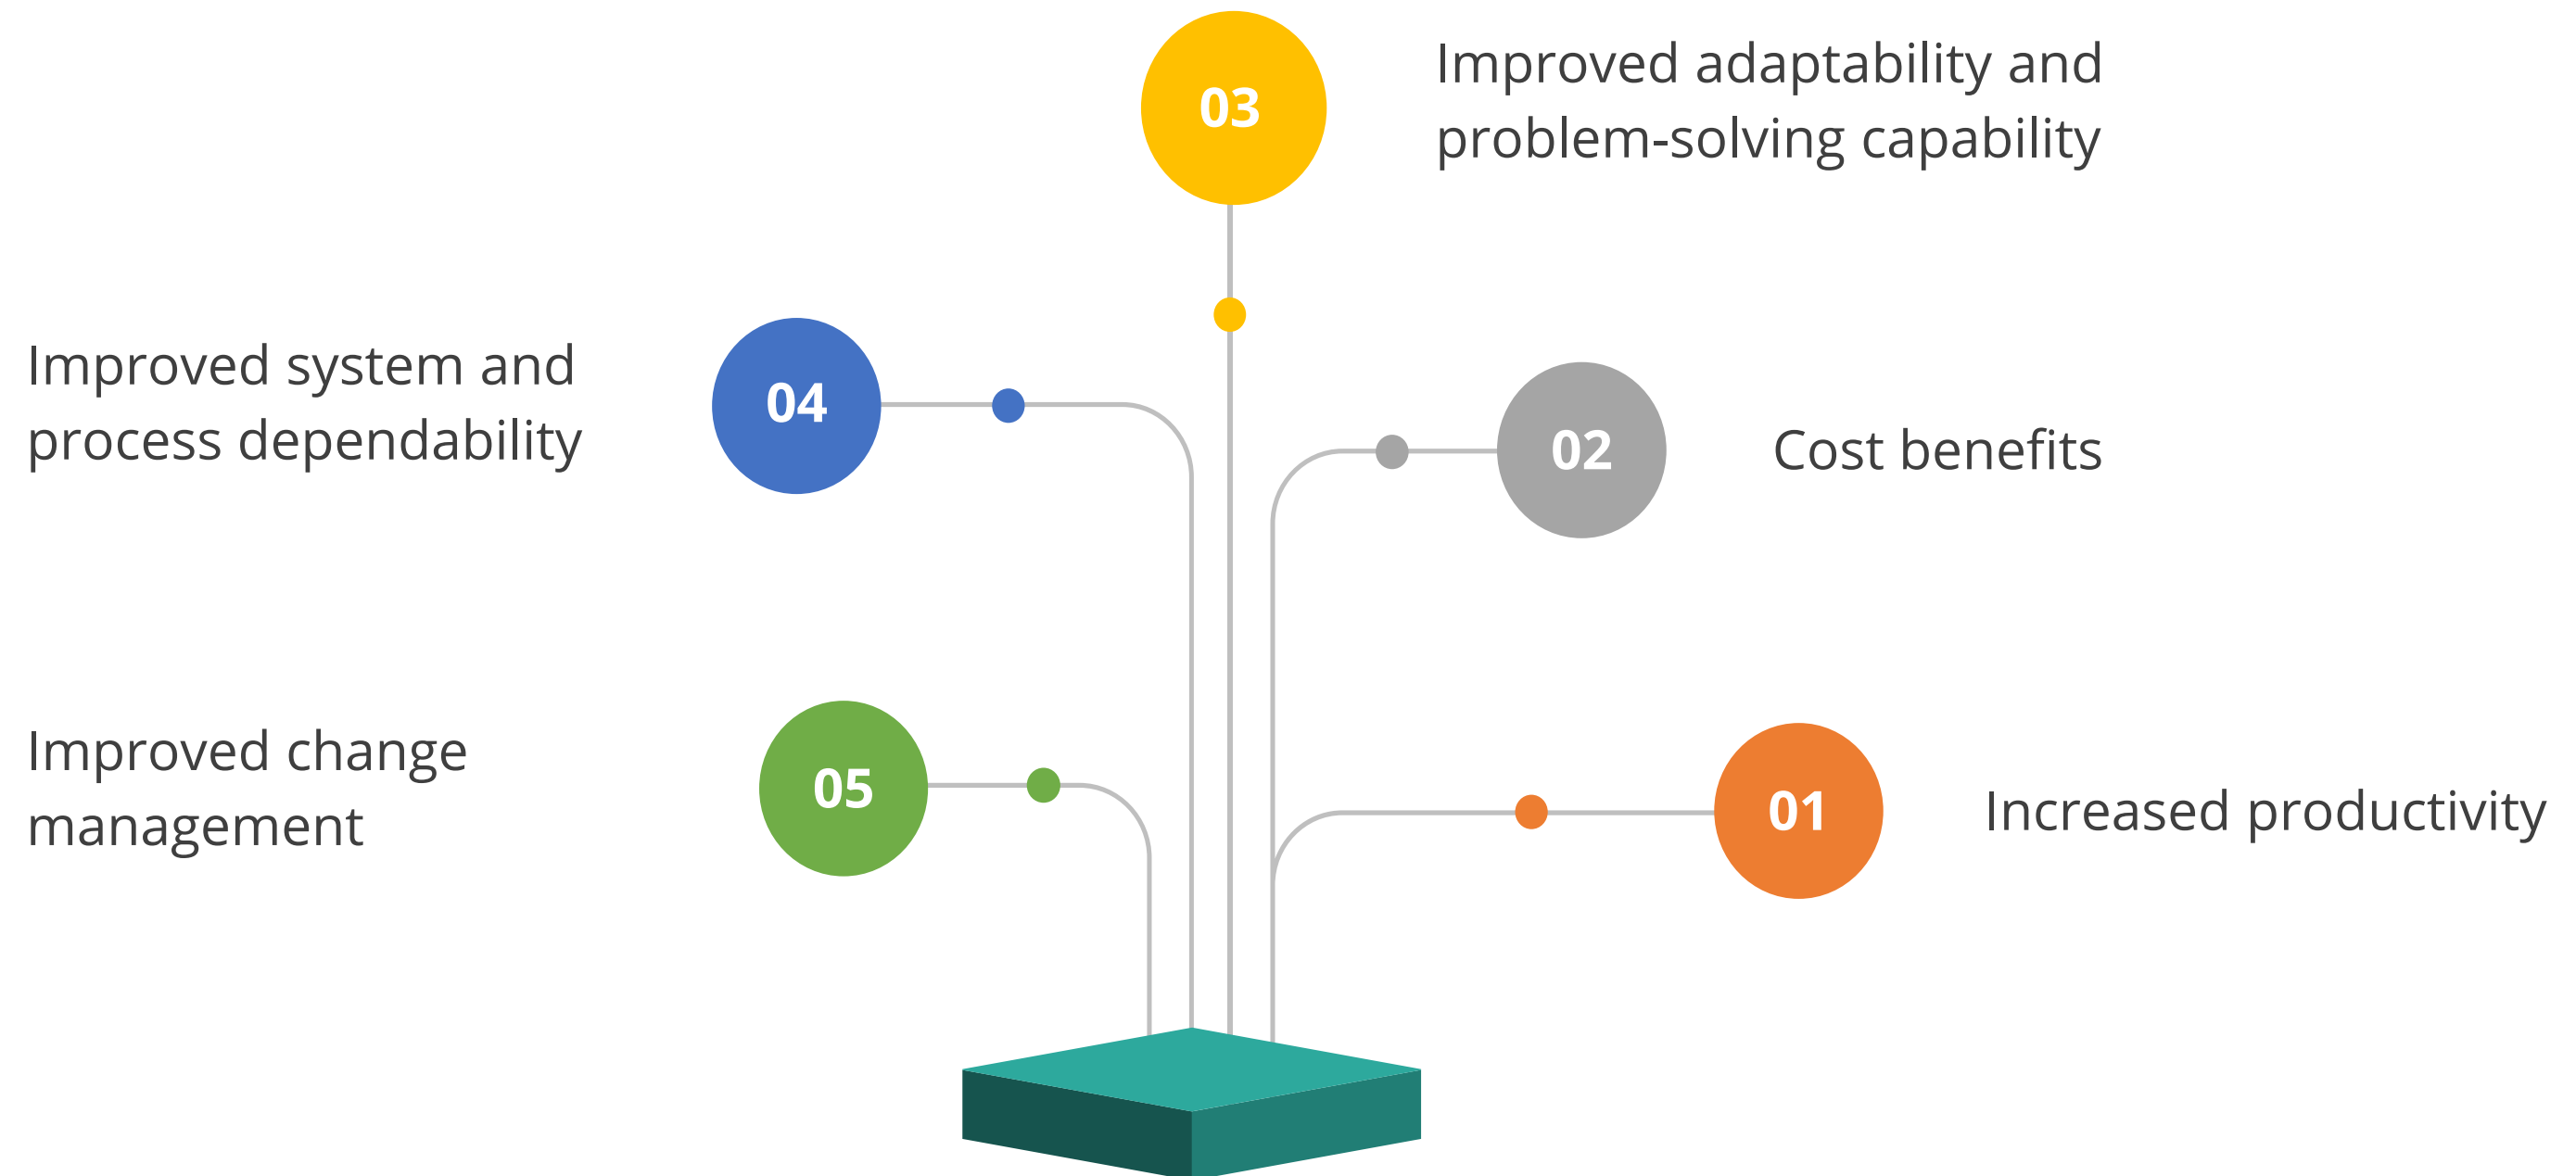 03
Improved adaptability and
problem-solving capability
Improved system and
process dependability
04
02
Cost benefits
Improved change
management
05
01
Increased productivity